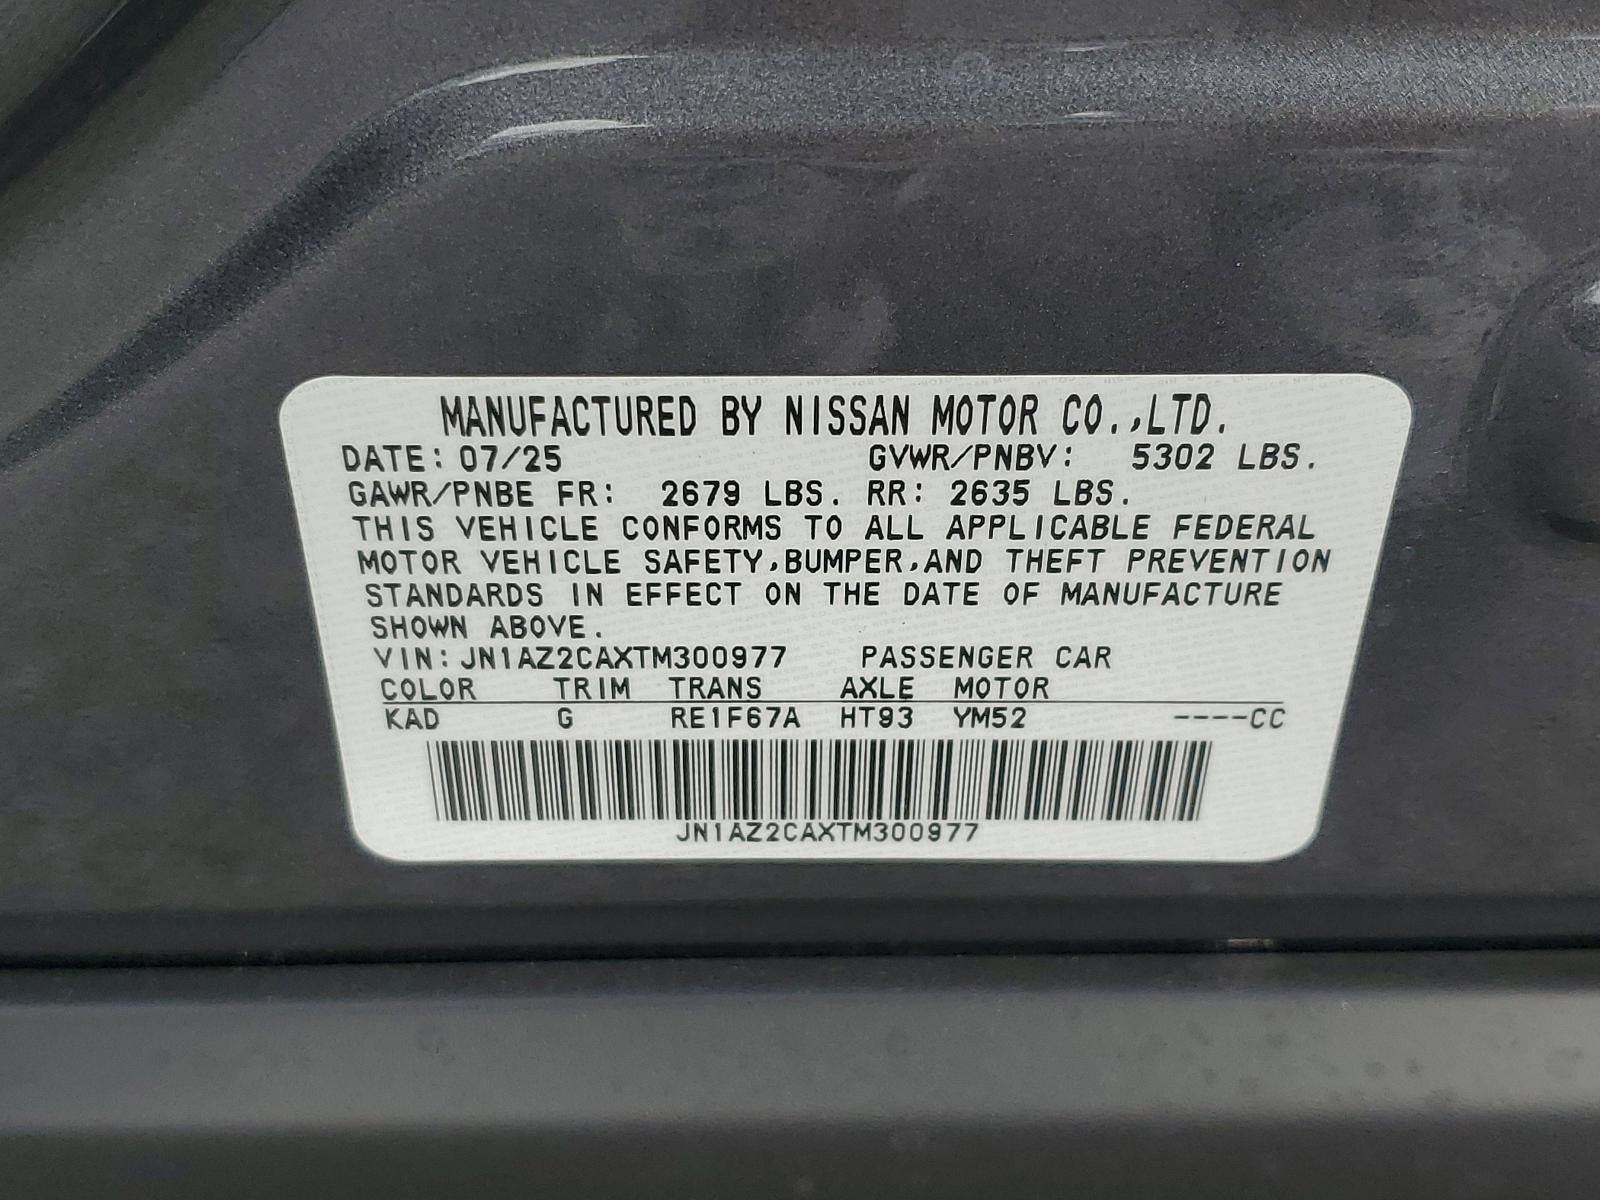 MANUFACTURED BY NISSAN MOTOR CO.,LTD.
DATE: 07/25 GVWR/PNBV: 5302 LBS.
GAWR/PNBE FR: 2679 LBS. RR: 2635 LBS.
THIS VEHICLE CONFORMS TO ALL APPLICABLE FEDERAL
MOTOR VEHICLE SAFETY,BUMPER,AND THEFT PREVENTION
STANDARDS IN EFFECT ON THE DATE OF MANUFACTURE
SHOWN ABOVE.
VIN: JN1AZ2CAXTM300977 PASSENGER CAR
COLOR TRIM TRANS AXLE MOTOR
KAD G RE1F67A HT93 YM52 ----CC
JN1AZ2CAXTM300977